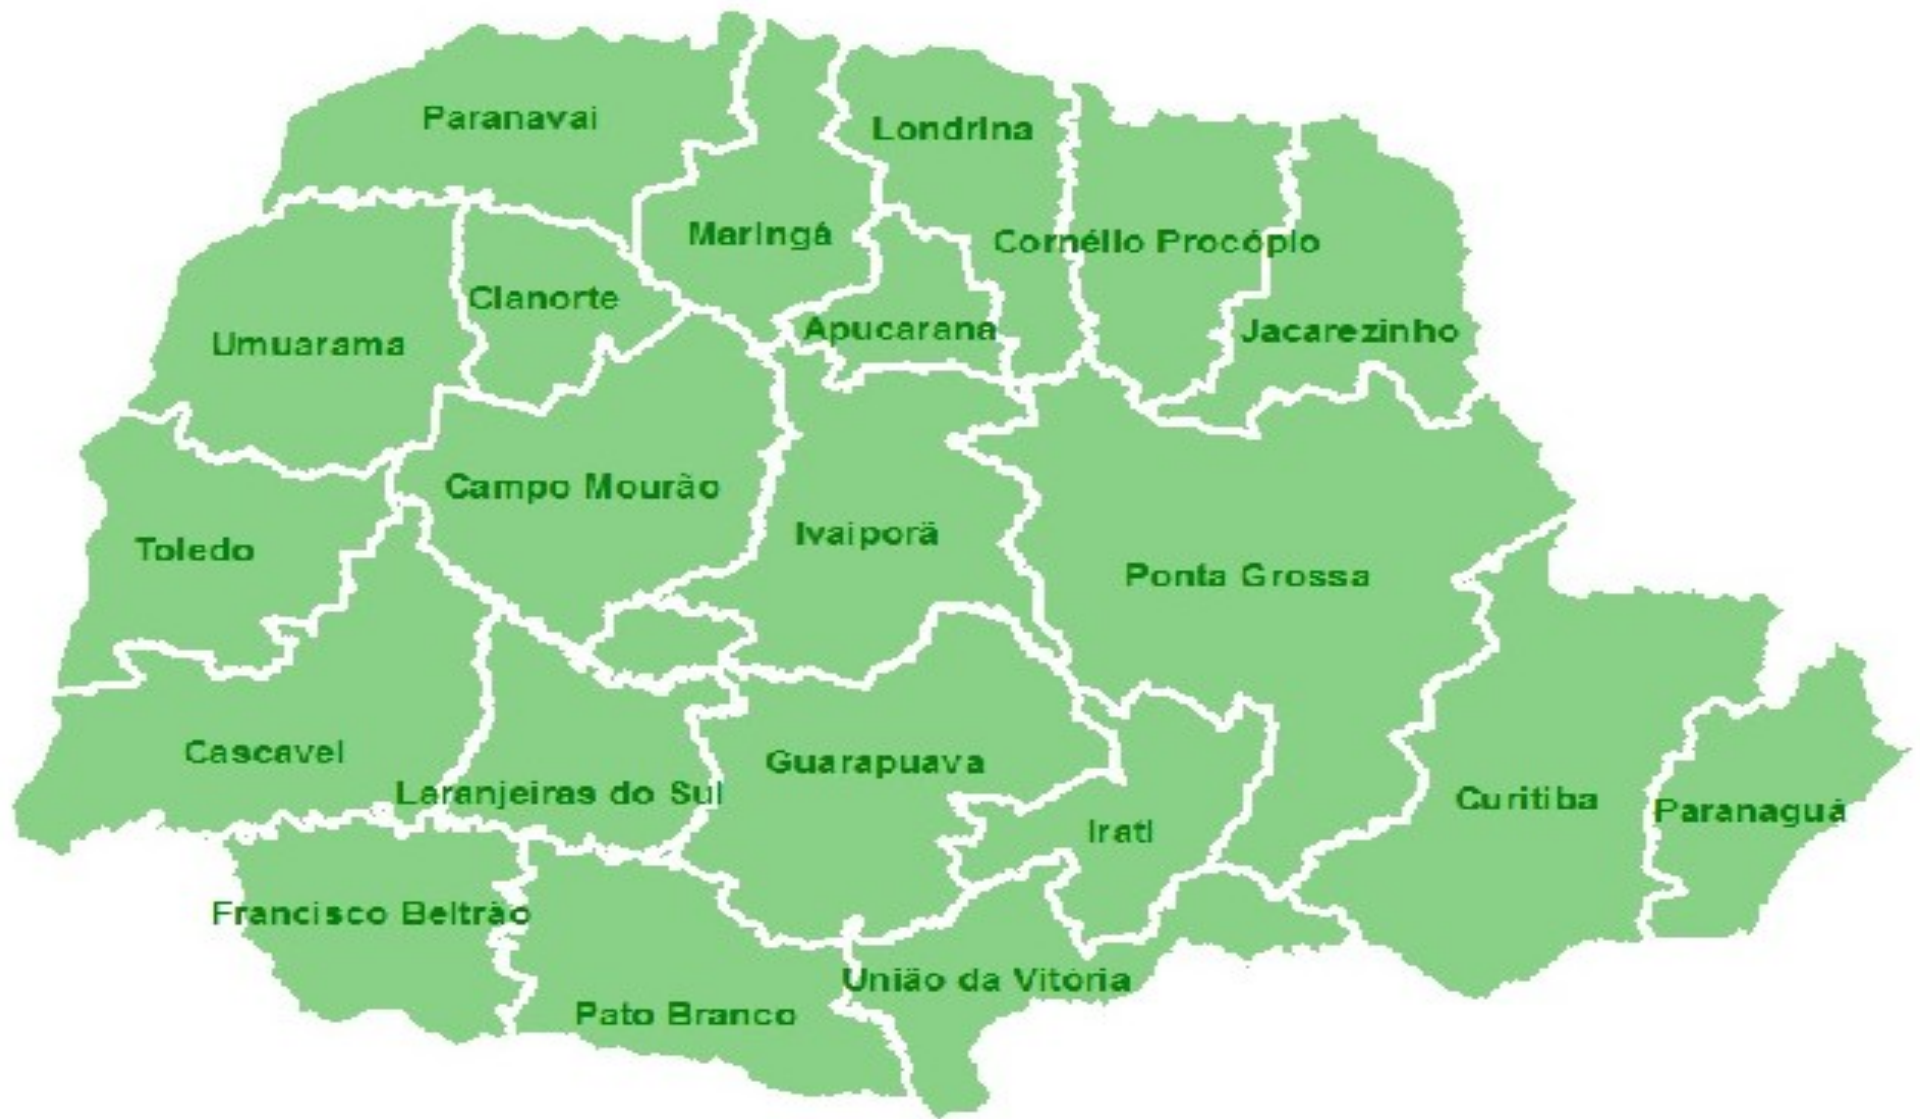 Paranavai
Londrina
Maringá
Cornélio Procópio
Cianorte
Apucarana
Jacarezinho
Umuarama
Campo Mourão
Ivaiporã
Toledo
Ponta Grossa
Cascavel
Guarapuava
Laranjeiras do Sul
Curitiba
Paranaguá
Irati
Francisco Beltrão
União da Vitória
Pato Branco